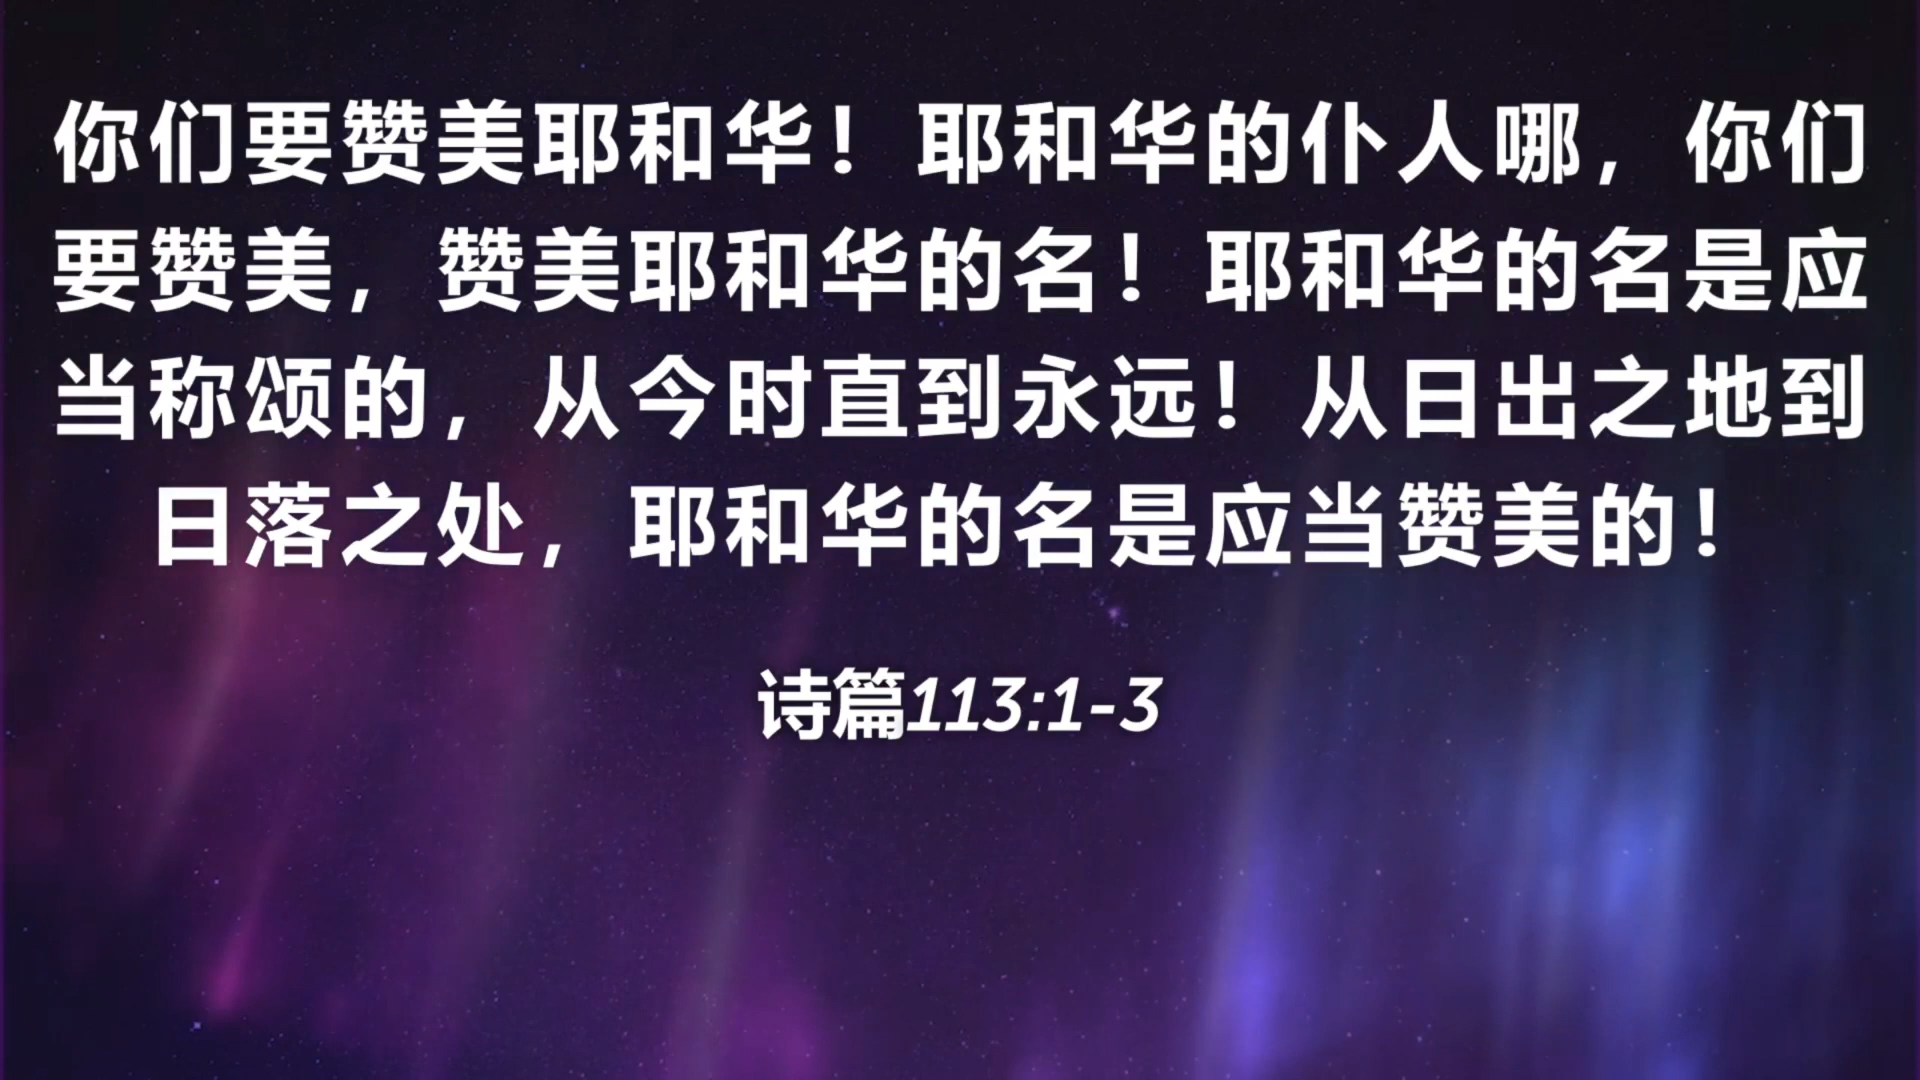 你们要赞美耶和华！耶和华的仆人哪，你们
要赞美，赞美耶和华的名！耶和华的名是应
当称颂的，从今时直到永远！从日出之地到
日落之处，耶和华的名是应当赞美的！
诗篇113:1-3